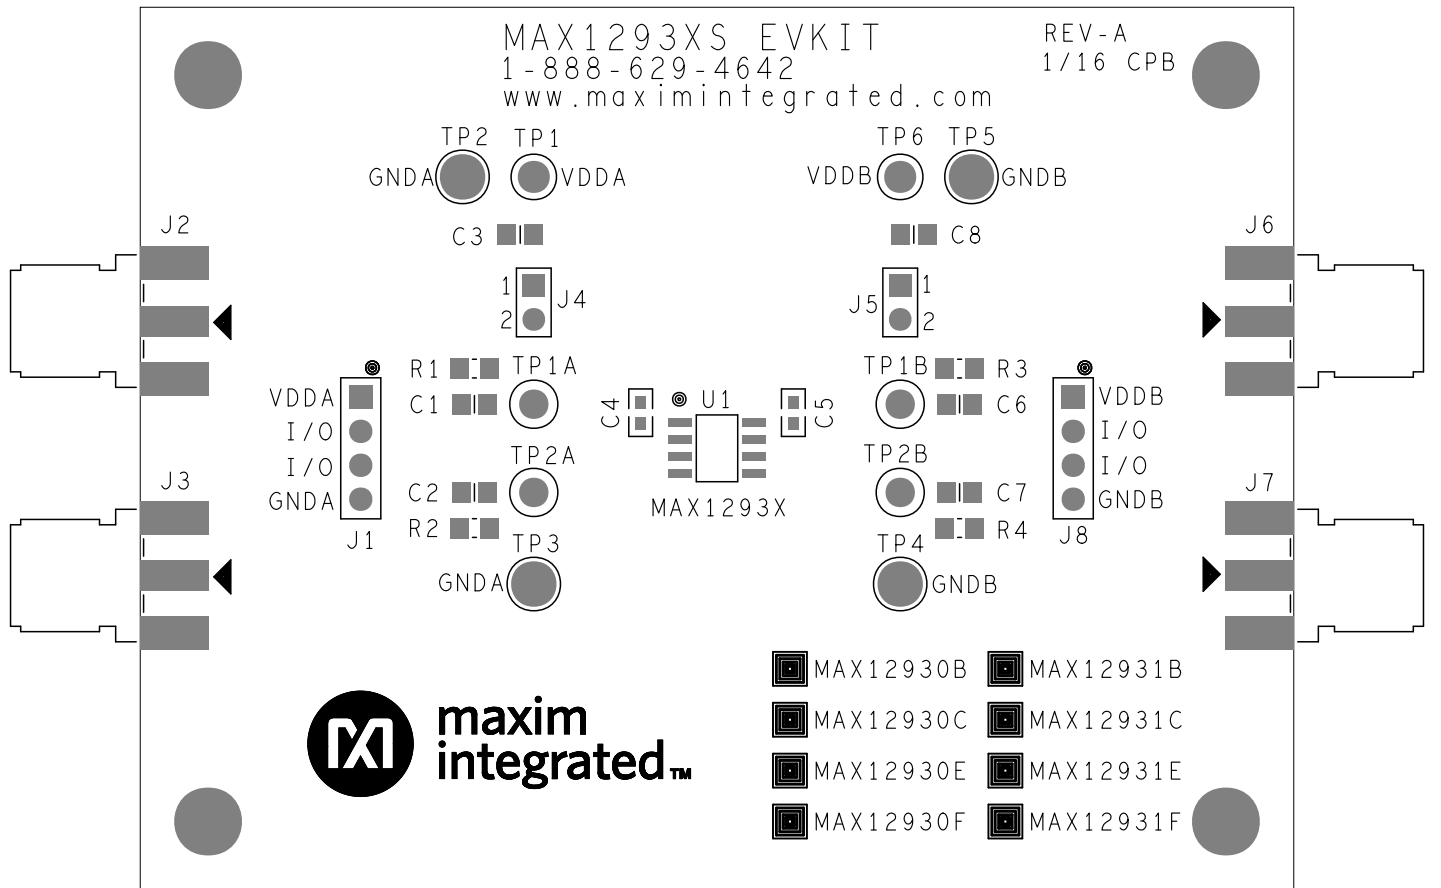 MAX1293XS EVKIT
1-888-629-4642
www.maximintegrated.com
REV-A
1/16 CPB
TP2 TP1
GNDA VDDA
TP6 TP5
VDDB GNDB
J2
C3
C8
J6
1
2
J4
J5
1
2
R1
TP1A
C1
VDDA
I/O
I/O
GNDA
J1
C4
U1
C5
MAX1293X
TP1B
R3
C6
VDDB
I/O
I/O
GNDB
J8
J3
TP2A
C2
R2
TP3
GNDA
TP2B
C7
R4
TP4
GNDB
J7
MAX12930B MAX12931B
MAX12930C MAX12931C
MAX12930E MAX12931E
MAX12930F MAX12931F
maxim
integrated™